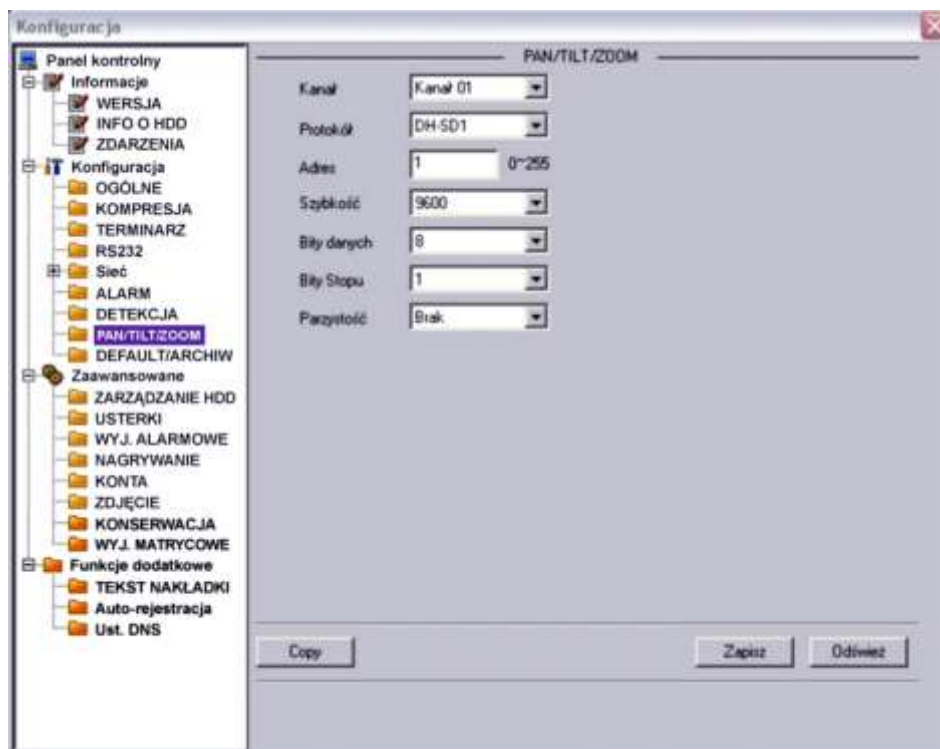 Konfiguracja
Panel kontrolny
Informacje
WERSJA
INFO O HDD
ZDARZENIA
Konfiguracja
OGÓLNE
KOMPRESJA
TERMINARZ
RS232
Sieć
ALARM
DETEKCJA
PAN/TILT/ZOOM
DEFAULT/ARCHIW
Zaawansowane
ZARZĄDZANIE HDD
USTERKI
WYJ. ALARMOWE
NAGRYWANIE
KONTA
ZDJĘCIE
KONSERWACJA
WYJ. MATRYCOWE
Funkcje dodatkowe
TEKST NAKŁADKI
Auto-rejestracja
Ust. DNS
PAN/TILT/ZOOM
Kanał Kanał 01
Protokół DH-SD1
Adres 1 0~255
Szybkość 9600
Bity danych 8
Bity Stopu 1
Parzystość Brak
Copy Zapisz Odśwież